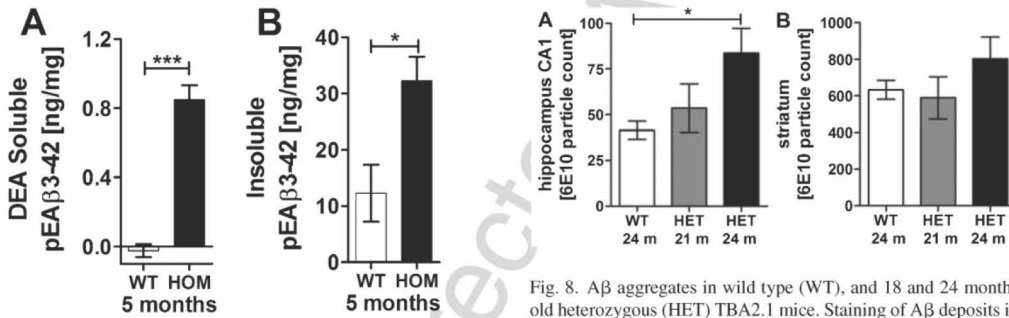 A
DEA Soluble
pEAβ3-42 [ng/mg]
1.2
0.8
0.4
0.0
***
WT HOM
5 months
B
Insoluble
pEAβ3-42 [ng/mg]
40
30
20
10
0
*
WT HOM
5 months
A
hippocampus CA1
[6E10 particle count]
100
75
50
25
0
*
WT HET HET
24 m 21 m 24 m
B
striatum
[6E10 particle count]
1000
800
600
400
200
0
WT HET HET
24 m 21 m 24 m
Fig. 8. Aβ aggregates in wild type (WT), and 18 and 24 month
old heterozygous (HET) TBA2.1 mice. Staining of Aβ deposits i